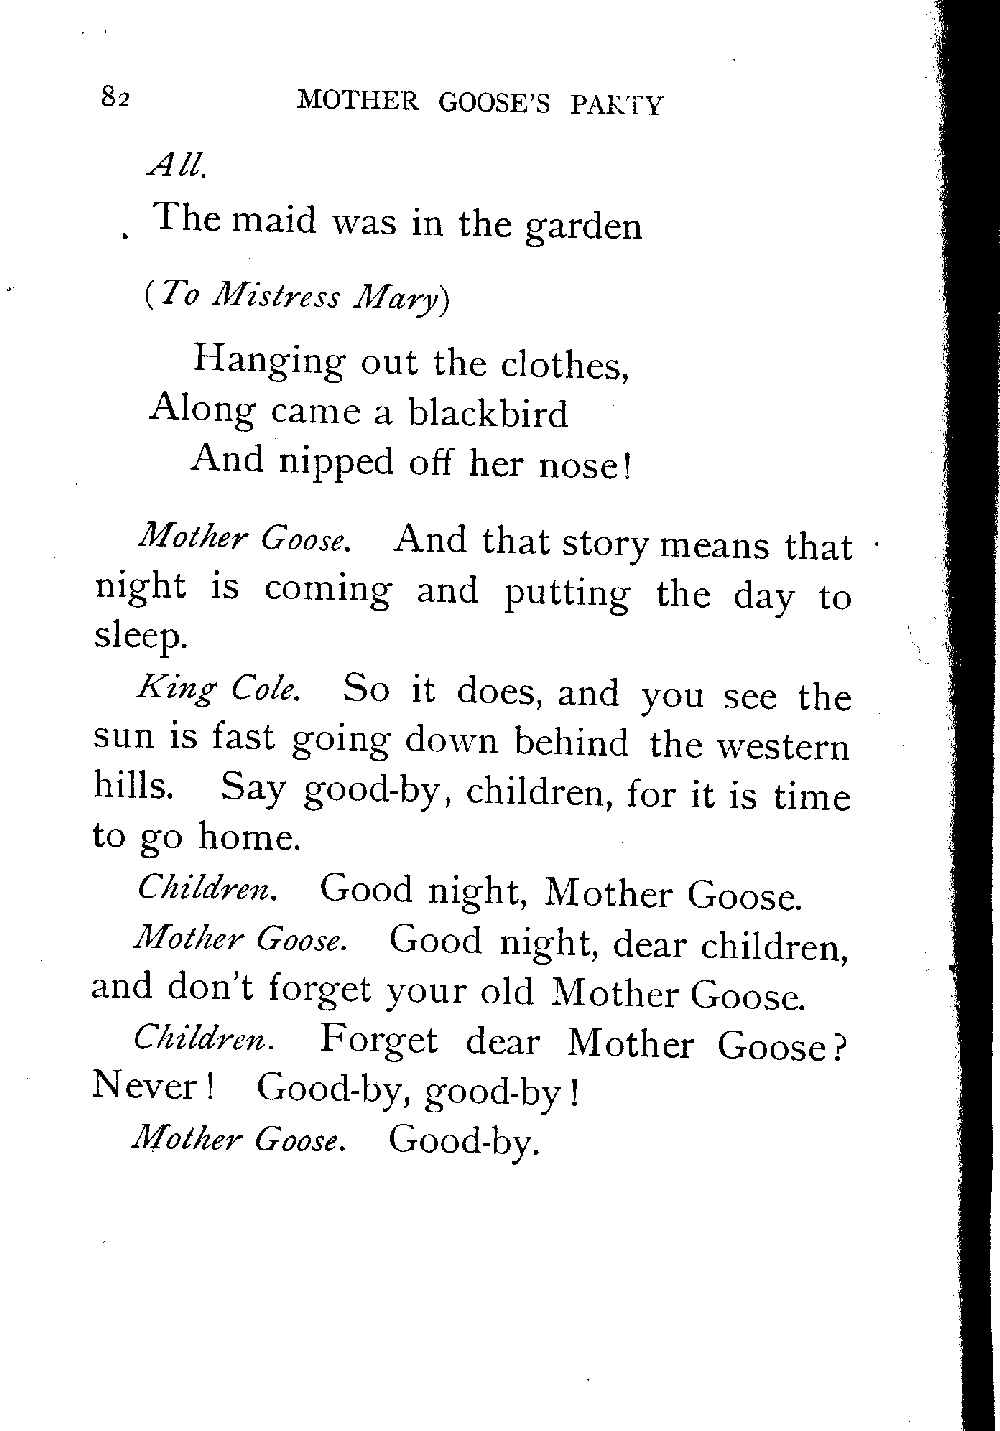 82 MOTHER GOOSE'S PARTY
All.
The maid was in the garden
(To Mistress Mary)
Hanging out the clothes,
Along came a blackbird
And nipped off her nose!
Mother Goose. And that story means that
night is coming and putting the day to
sleep.
King Cole. So it does, and you see the
sun is fast going down behind the western
hills. Say good-by, children, for it is time
to go home.
Children. Good night, Mother Goose.
Mother Goose. Good night, dear children,
and don't forget your old Mother Goose.
Children. Forget dear Mother Goose?
Never! Good-by, good-by!
Mother Goose. Good-by.